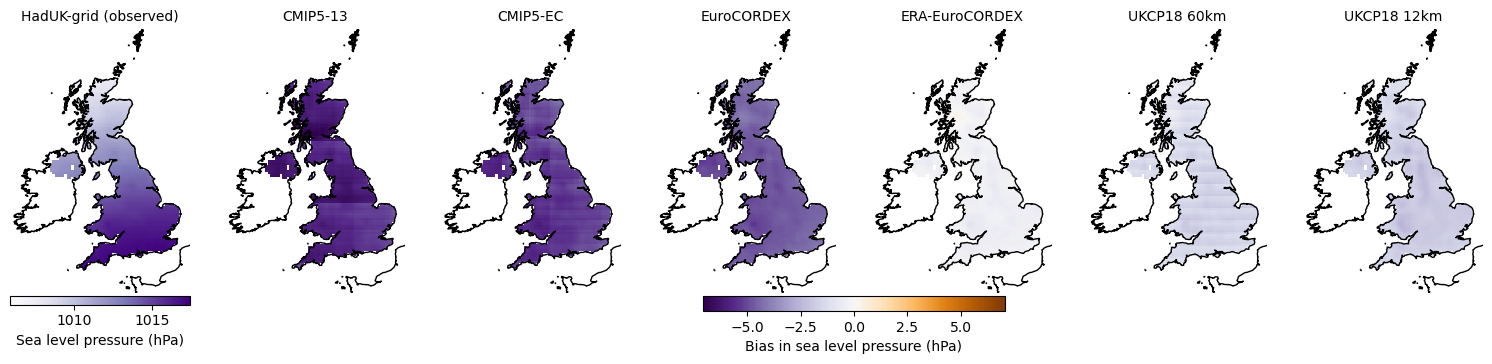 HadUK-grid (observed) CMIP5-13 CMIP5-EC EuroCORDEX ERA-EuroCORDEX UKCP18 60km UKCP18 12km
1010 1015
Sea level pressure (hPa)
−5.0 −2.5 0.0 2.5 5.0
Bias in sea level pressure (hPa)